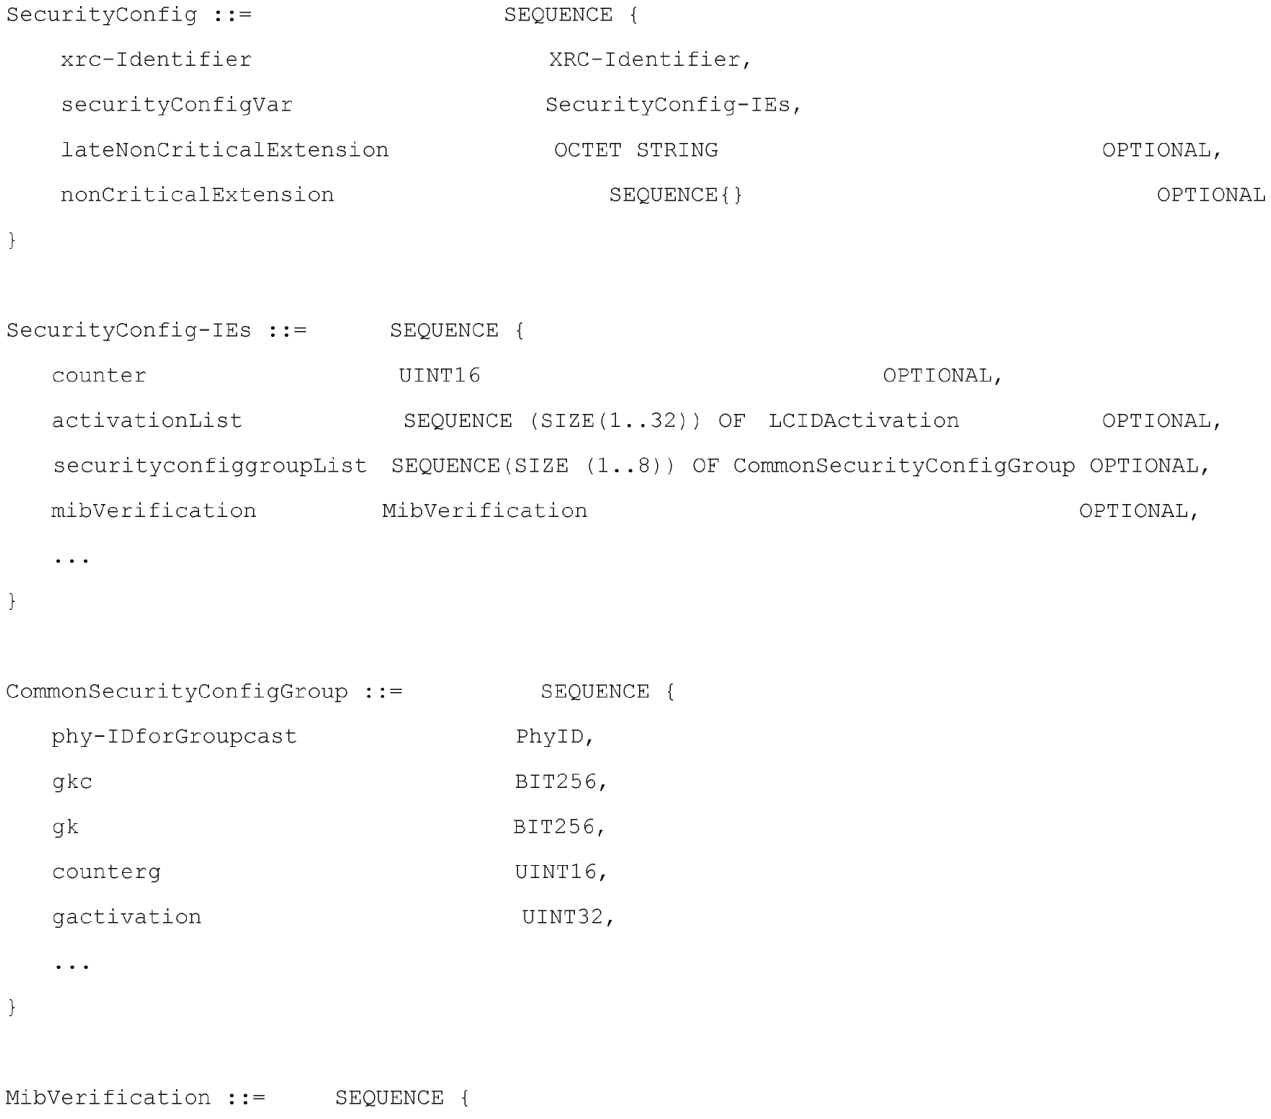 SecurityConfig ::= SEQUENCE {
xrc-Identifier XRC-Identifier,
securityConfigVar SecurityConfig-IEs,
lateNonCriticalExtension OCTET STRING OPTIONAL,
nonCriticalExtension SEQUENCE{} OPTIONAL
}
SecurityConfig-IEs ::= SEQUENCE {
counter UINT16 OPTIONAL,
activationList SEQUENCE (SIZE(1..32)) OF LCIDActivation OPTIONAL,
securityconfiggroupList SEQUENCE(SIZE (1..8)) OF CommonSecurityConfigGroup OPTIONAL,
mibVerification MibVerification OPTIONAL,
...
}
CommonSecurityConfigGroup ::= SEQUENCE {
phy-IDforGroupcast PhyID,
gkc BIT256,
gk BIT256,
counterg UINT16,
gactivation UINT32,
...
}
MibVerification ::= SEQUENCE {